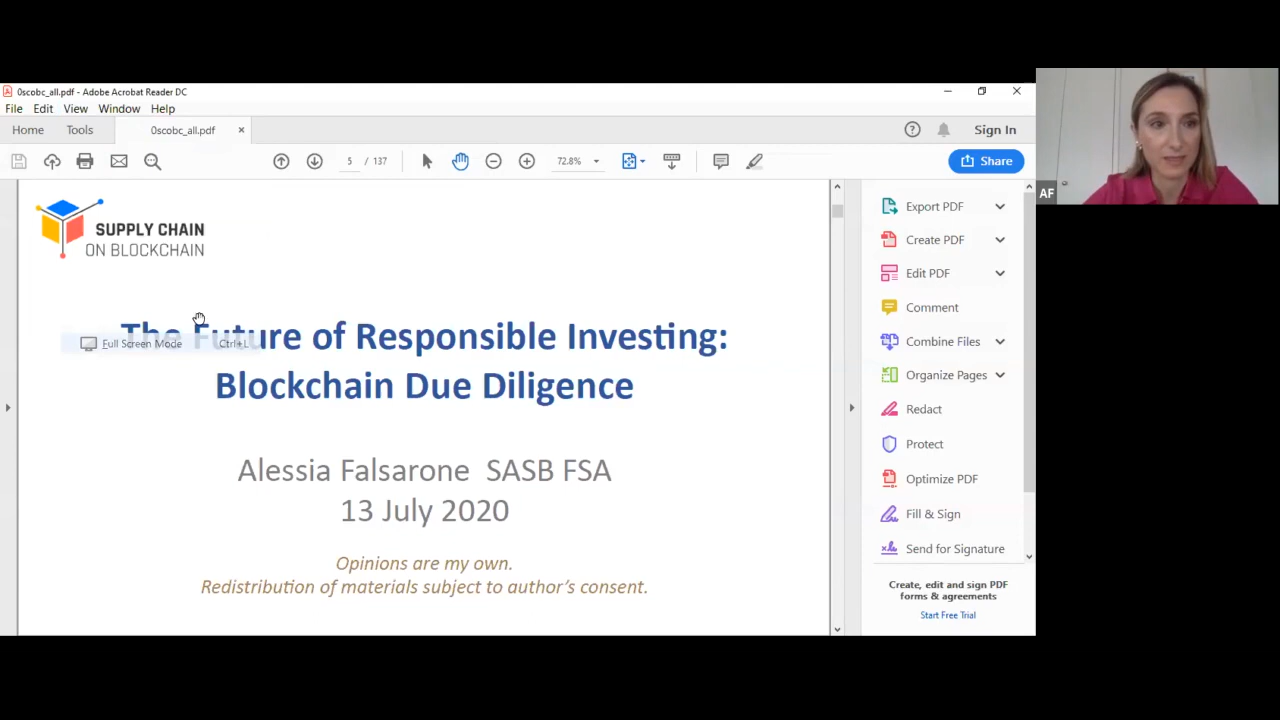 0scobc_all.pdf - Adobe Acrobat Reader DC
File Edit View Window Help
Home Tools 0scobc_all.pdf × Sign In
5 / 137 72.8% Share
SUPPLY CHAIN
ON BLOCKCHAIN
The Future of Responsible Investing:
Full Screen Mode Ctrl+L
Blockchain Due Diligence
Alessia Falsarone SASB FSA
13 July 2020
Opinions are my own.
Redistribution of materials subject to author's consent.
Export PDF
Create PDF
Edit PDF
Comment
Combine Files
Organize Pages
Redact
Protect
Optimize PDF
Fill & Sign
Send for Signature
Create, edit and sign PDF
forms & agreements
Start Free Trial
AF